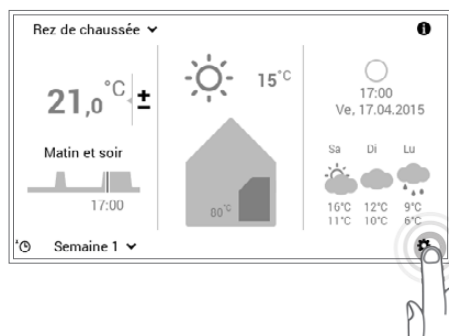 Rez de chaussée
21,0 °C ±
Matin et soir
17:00
Semaine 1
15°C
00°C
17:00
Ve, 17.04.2015
Sa Di Lu
16°C 12°C 9°C
11°C 10°C 6°C